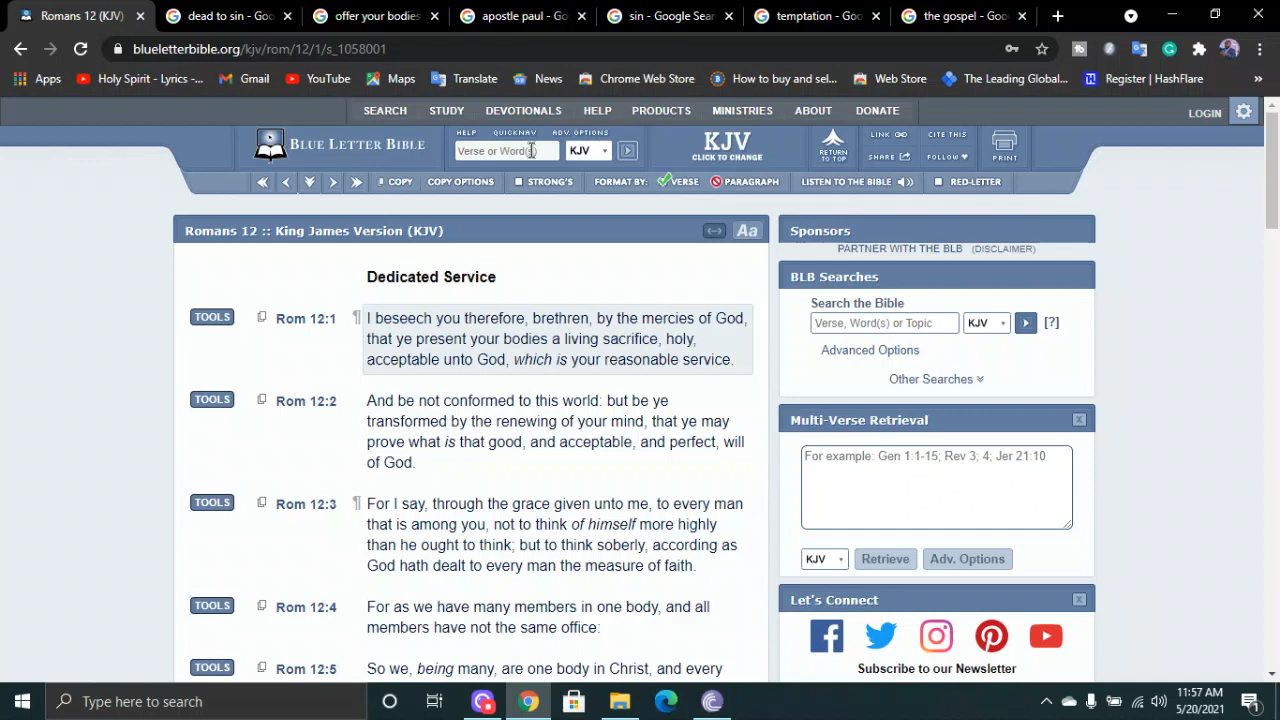 Romans 12 (KJV)
dead to sin - Goo
offer your bodies
apostle paul - Go
sin - Google Sear
temptation - Goo
the gospel - Goo
blueletterbible.org/kjv/rom/12/1/s_1058001
Apps
Holy Spirit - Lyrics -...
Gmail
YouTube
Maps
Translate
News
Chrome Web Store
How to buy and sel...
Web Store
The Leading Global...
Register | HashFlare
SEARCH
STUDY
DEVOTIONALS
HELP
PRODUCTS
MINISTRIES
ABOUT
DONATE
LOGIN
BLUE LETTER BIBLE
HELP QUICKNAV ADV. OPTIONS
Verse or Word(s) KJV
KJV
CLICK TO CHANGE
RETURN
TO TOP
LINK
CITE THIS
SHARE
FOLLOW
PRINT
COPY
COPY OPTIONS
STRONG'S
FORMAT BY: VERSE PARAGRAPH
LISTEN TO THE BIBLE
RED-LETTER
Romans 12 :: King James Version (KJV)
Aa
Dedicated Service
TOOLS Rom 12:1 ¶ I beseech you therefore, brethren, by the mercies of God,
that ye present your bodies a living sacrifice, holy,
acceptable unto God, which is your reasonable service.
TOOLS Rom 12:2 And be not conformed to this world: but be ye
transformed by the renewing of your mind, that ye may
prove what is that good, and acceptable, and perfect, will
of God.
TOOLS Rom 12:3 ¶ For I say, through the grace given unto me, to every man
that is among you, not to think of himself more highly
than he ought to think; but to think soberly, according as
God hath dealt to every man the measure of faith.
TOOLS Rom 12:4 For as we have many members in one body, and all
members have not the same office:
TOOLS Rom 12:5 So we, being many, are one body in Christ, and every
Sponsors
PARTNER WITH THE BLB (DISCLAIMER)
BLB Searches
Search the Bible
Verse, Word(s) or Topic KJV [?]
Advanced Options
Other Searches
Multi-Verse Retrieval
For example: Gen 1:1-15; Rev 3; 4; Jer 21:10
KJV Retrieve Adv. Options
Let's Connect
Subscribe to our Newsletter
Type here to search
11:57 AM
5/20/2021
1